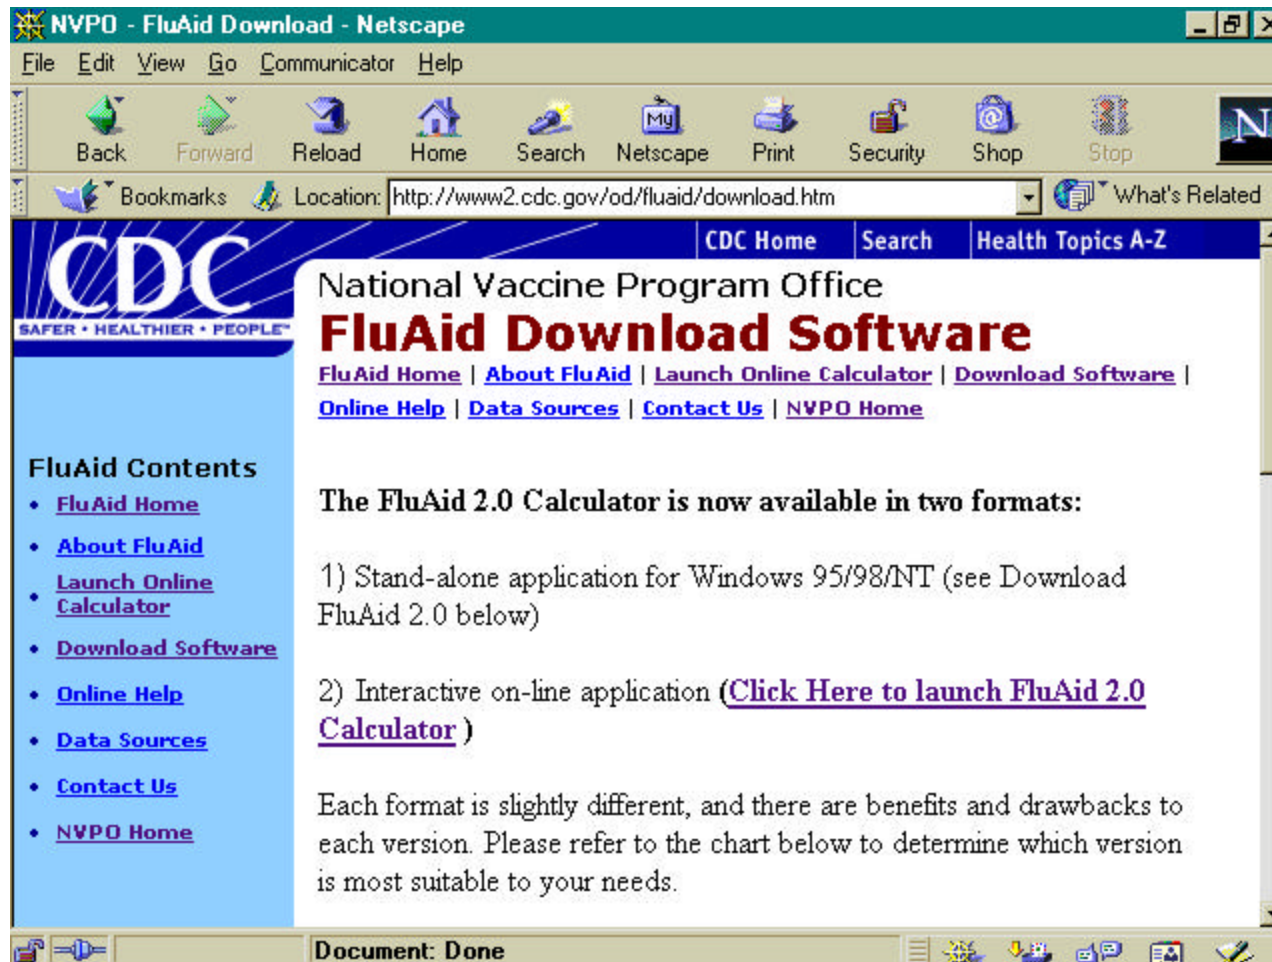 NVPO - FluAid Download - Netscape
File Edit View Go Communicator Help
My
N
Back Forward Reload Home Search Netscape Print Security Shop Stop
Bookmarks Location: http://www2.cdc.gov/od/fluaid/download.htm What's Related
CDC Home Search Health Topics A-Z
CDC
SAFER • HEALTHIER • PEOPLE™
National Vaccine Program Office
FluAid Download Software
FluAid Home | About FluAid | Launch Online Calculator | Download Software |
Online Help | Data Sources | Contact Us | NVPO Home
FluAid Contents
• FluAid Home
• About FluAid
• Launch Online
Calculator
• Download Software
• Online Help
• Data Sources
• Contact Us
• NVPO Home
The FluAid 2.0 Calculator is now available in two formats:
1) Stand-alone application for Windows 95/98/NT (see Download
FluAid 2.0 below)
2) Interactive on-line application (Click Here to launch FluAid 2.0
Calculator )
Each format is slightly different, and there are benefits and drawbacks to
each version. Please refer to the chart below to determine which version
is most suitable to your needs.
Document: Done